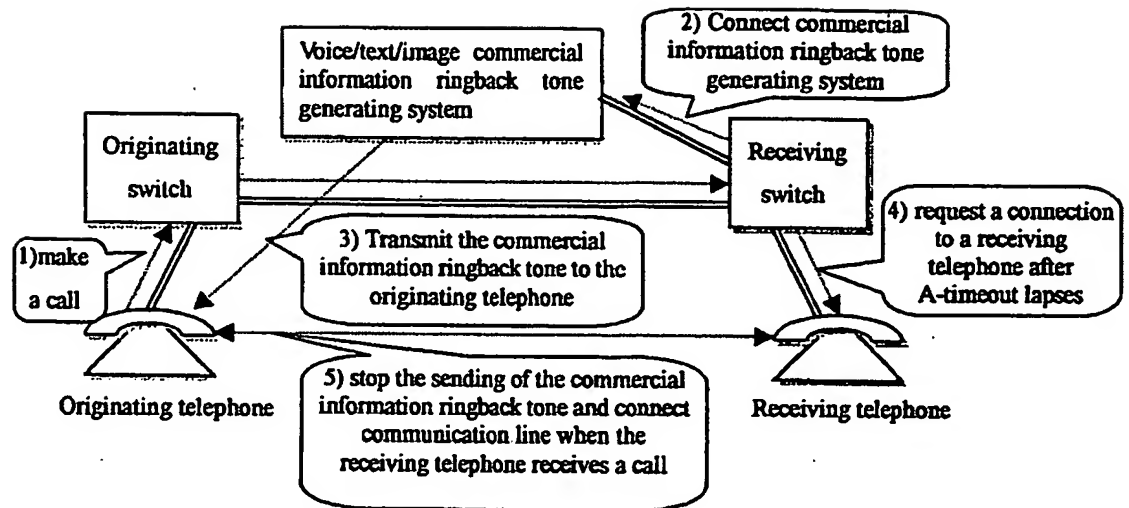 Voice/text/image commercial
information ringback tone
generating system
2) Connect commercial
information ringback tone
generating system
Originating
switch
Receiving
switch
1)make
a call
3) Transmit the commercial
information ringback tone to the
originating telephone
4) request a connection
to a receiving
telephone after
A-timeout lapses
5) stop the sending of the commercial
information ringback tone and connect
communication line when the
receiving telephone receives a call
Originating telephone
Receiving telephone